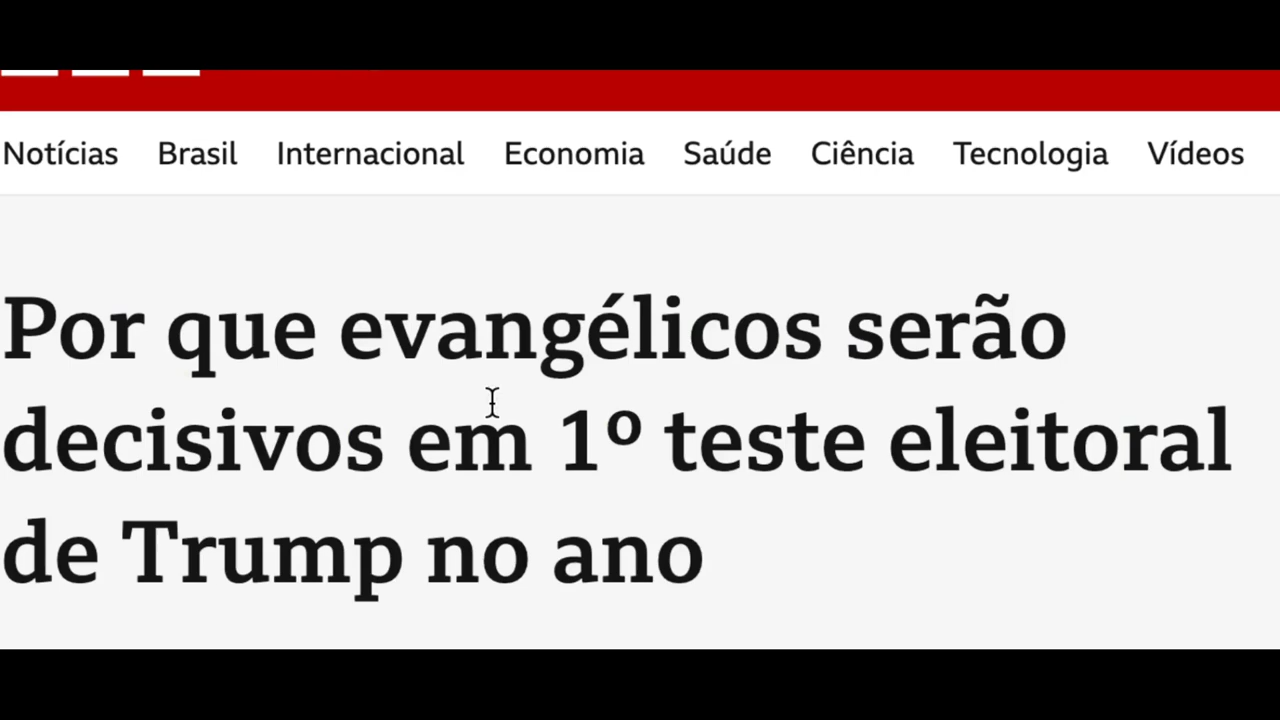 Notícias Brasil Internacional Economia Saúde Ciência Tecnologia Vídeos
Por que evangélicos serão
decisivos em 1º teste eleitoral
de Trump no ano